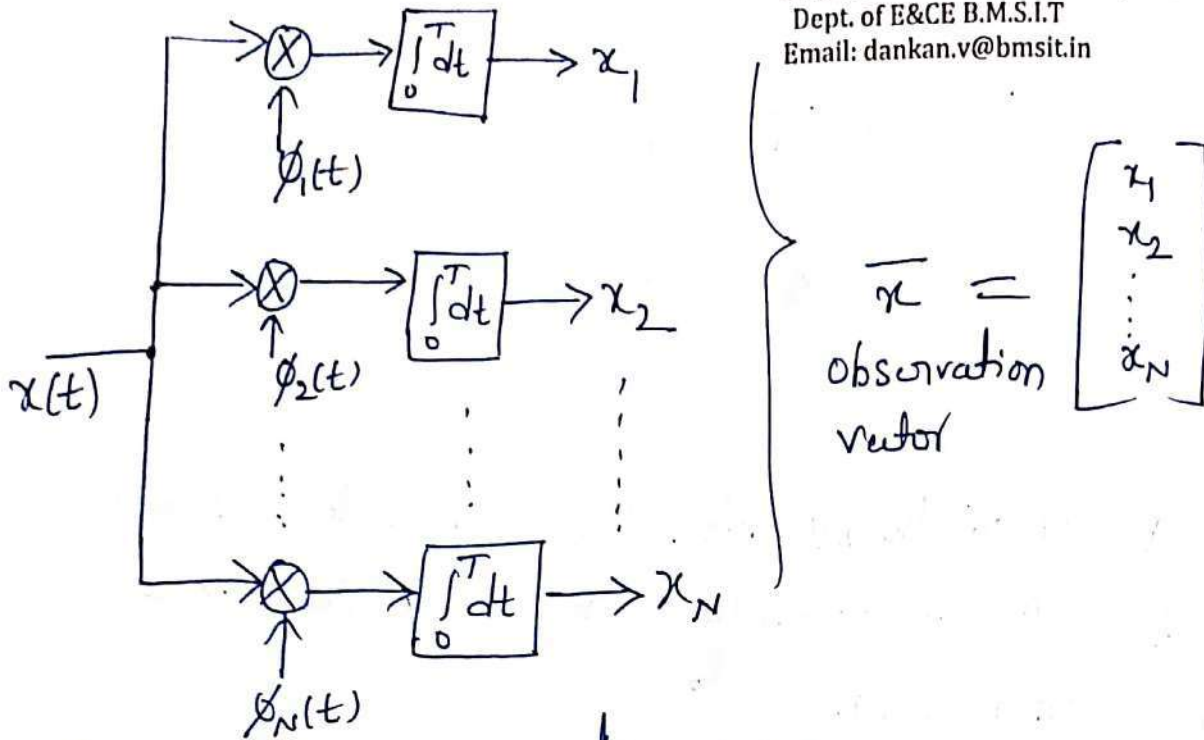 Dept. of E&CE B.M.S.I.T
Email: dankan.v@bmsit.in
x(t)
X
ϕ₁(t)
∫₀ᵀ dt
x₁
X
ϕ₂(t)
∫₀ᵀ dt
x₂
X
ϕ_N(t)
∫₀ᵀ dt
x_N
x̄ =
observation
vector
x₁
x₂
⋮
x_N